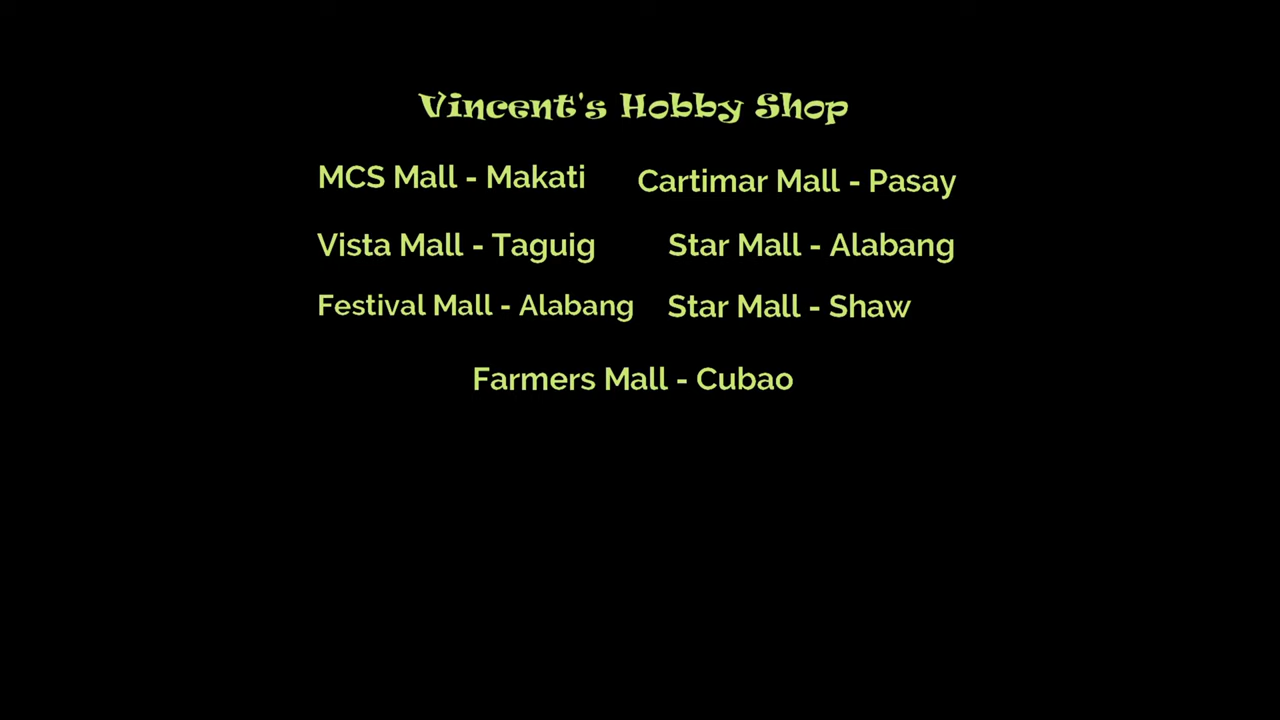 Vincent's Hobby Shop
MCS Mall - Makati
Cartimar Mall - Pasay
Vista Mall - Taguig
Star Mall - Alabang
Festival Mall - Alabang
Star Mall - Shaw
Farmers Mall - Cubao